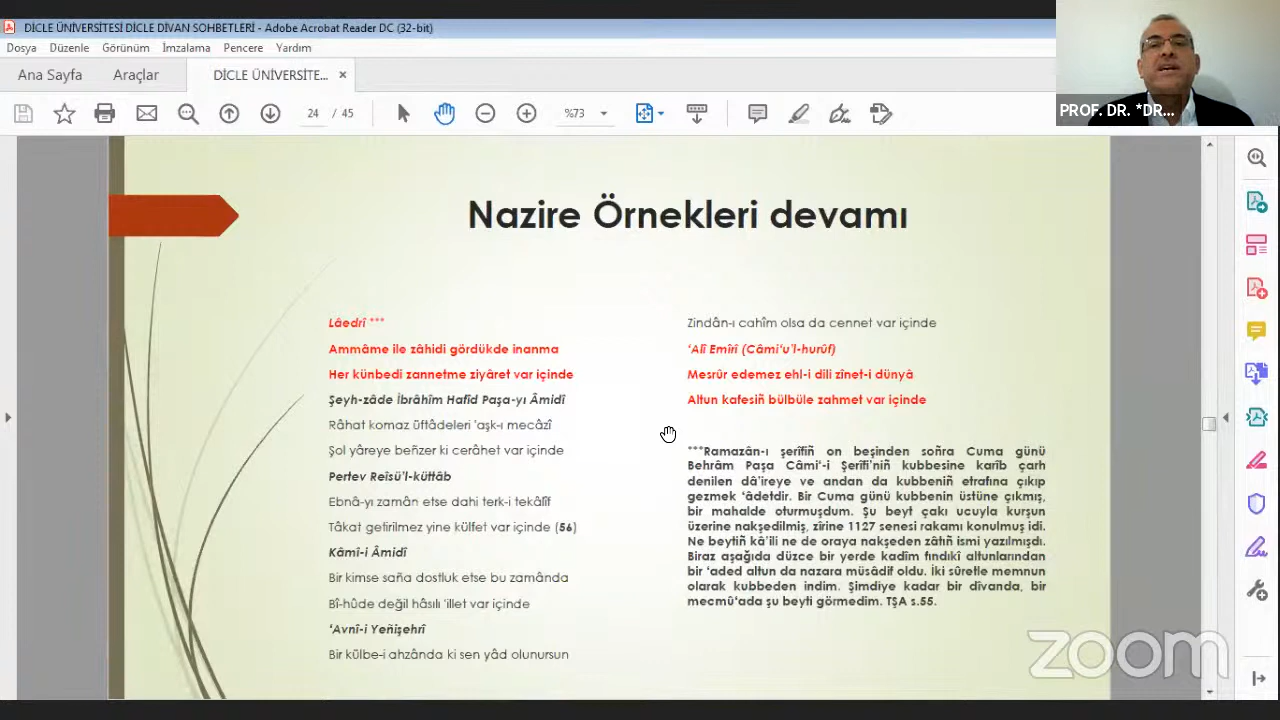 DİCLE ÜNİVERSİTESİ DİCLE DİVAN SOHBETLERİ - Adobe Acrobat Reader DC (32-bit)
Dosya Düzenle Görünüm İmzalama Pencere Yardım
Ana Sayfa Araçlar DİCLE ÜNİVERSİTE... ×
24 / 45 %73
PROF. DR. *DR...
Nazire Örnekleri devamı
Lâedrî ***
Ammâme ile zâhidi gördükde inanma
Her künbedi zannetme ziyâret var içinde
Şeyh-zâde İbrâhîm Hafîd Paşa-yı Âmidî
Râhat komaz üftâdeleri 'aşk-ı mecâzî
Şol yâreye beñzer ki cerâhet var içinde
Pertev Reîsü'l-küttâb
Ebnâ-yı zamân etse dahi terk-i tekâlîf
Tâkat getirilmez yine külfet var içinde (56)
Kâmî-i Âmidî
Bir kimse saña dostluk etse bu zamânda
Bî-hûde değil hâsılı 'illet var içinde
'Avnî-i Yeñişehrî
Bir külbe-i ahzânda ki sen yâd olunursun
Zindân-ı cahîm olsa da cennet var içinde
'Alî Emîrî (Câmi'u'l-hurûf)
Mesrûr edemez ehl-i dili zînet-i dünyâ
Altun kafesiñ bülbüle zahmet var içinde
***Ramazân-ı şerîfiñ on beşinden soñra Cuma günü
Behrâm Paşa Câmi'-i Şerîfi'niñ kubbesine karîb çarh
denilen dâ'ireye ve andan da kubbeniñ etrafına çıkıp
gezmek 'âdetdir. Bir Cuma günü kubbenin üstüne çıkmış,
bir mahalde oturmuşdum. Şu beyt çakı ucuyla kurşun
üzerine nakşedilmiş, zîrine 1127 senesi rakamı konulmuş idi.
Ne beytiñ kâ'ili ne de oraya nakşeden zâtıñ ismi yazılmışdı.
Biraz aşağıda düzce bir yerde kadîm fındıkî altunlarından
bir 'aded altun da nazara müsâdif oldu. İki sûretle memnun
olarak kubbeden indim. Şimdiye kadar bir dîvanda, bir
mecmû'ada şu beyti görmedim. TŞA s.55.
zoom